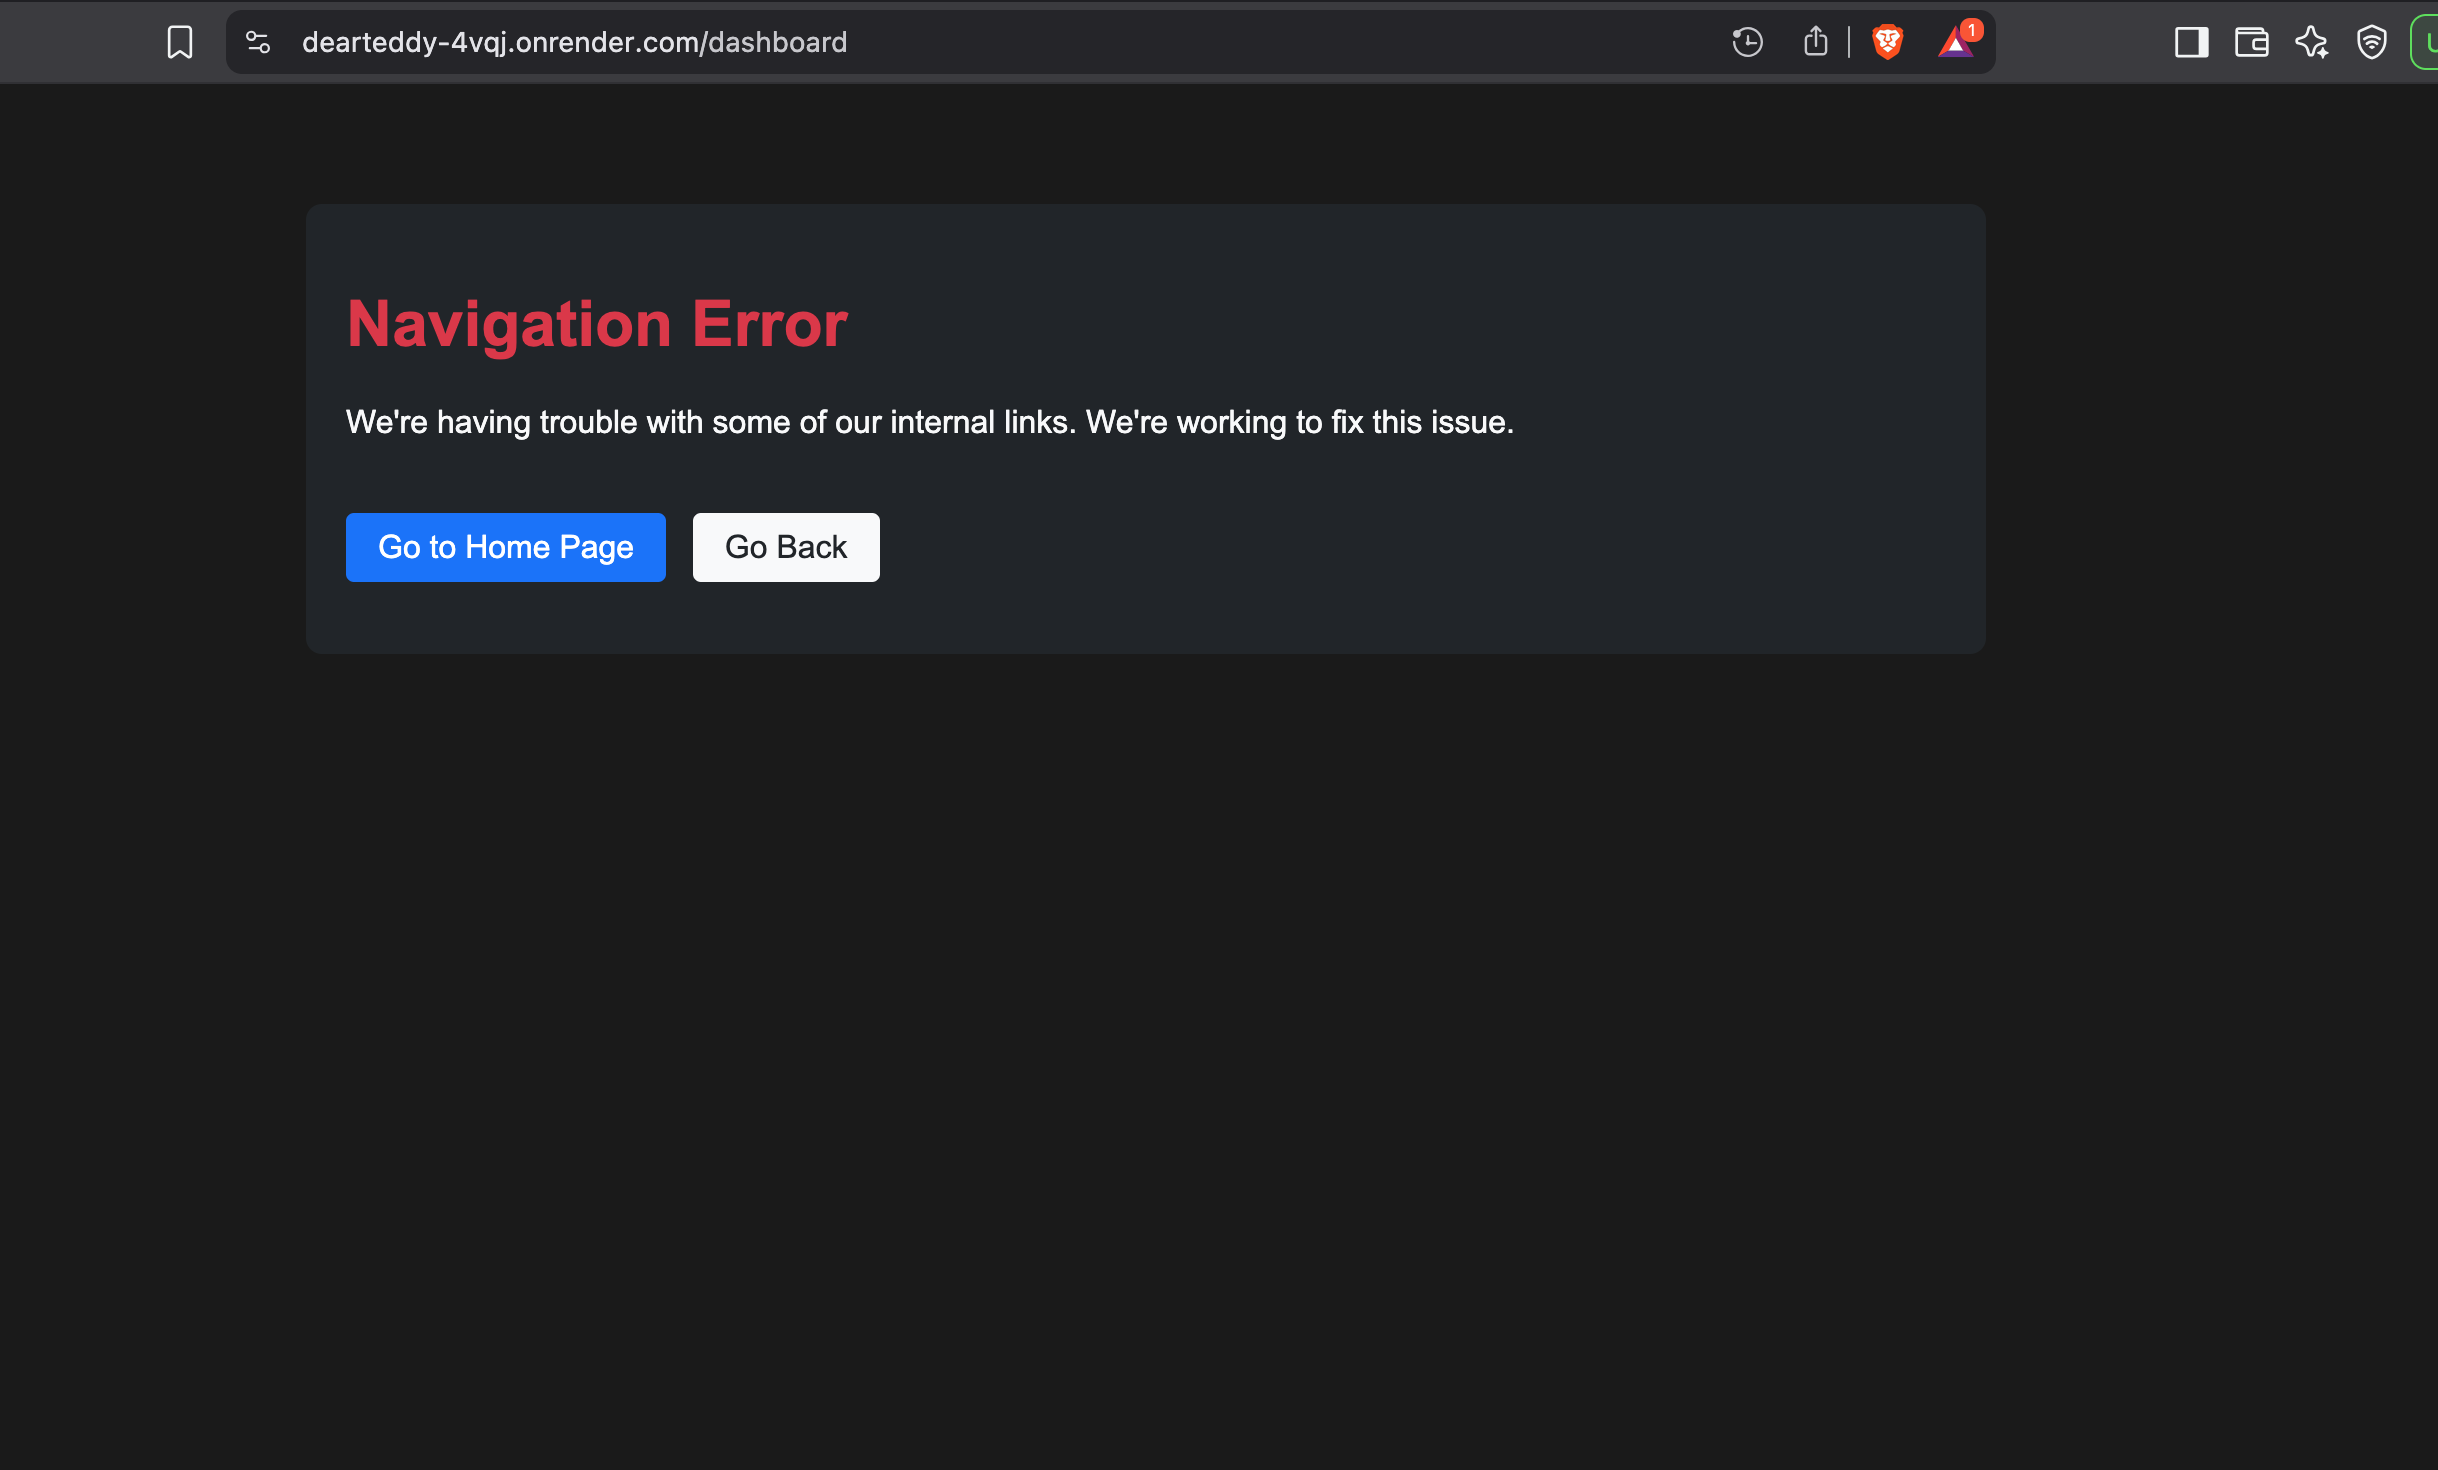 dearteddy-4vqj.onrender.com/dashboard
1
Navigation Error
We're having trouble with some of our internal links. We're working to fix this issue.
Go to Home Page
Go Back